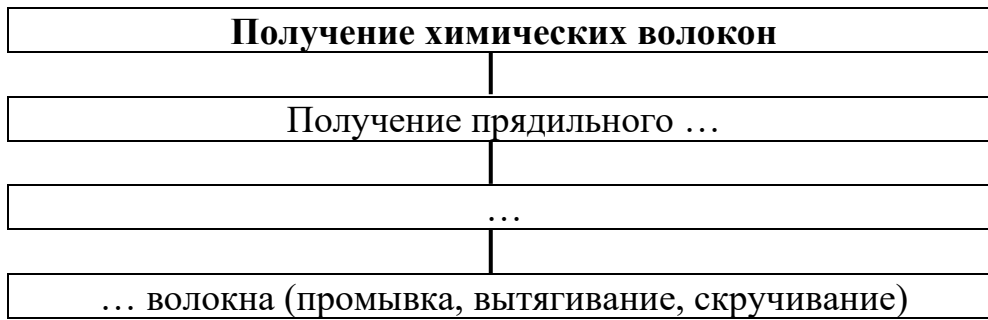 Получение химических волокон
Получение прядильного …
…
… волокна (промывка, вытягивание, скручивание)